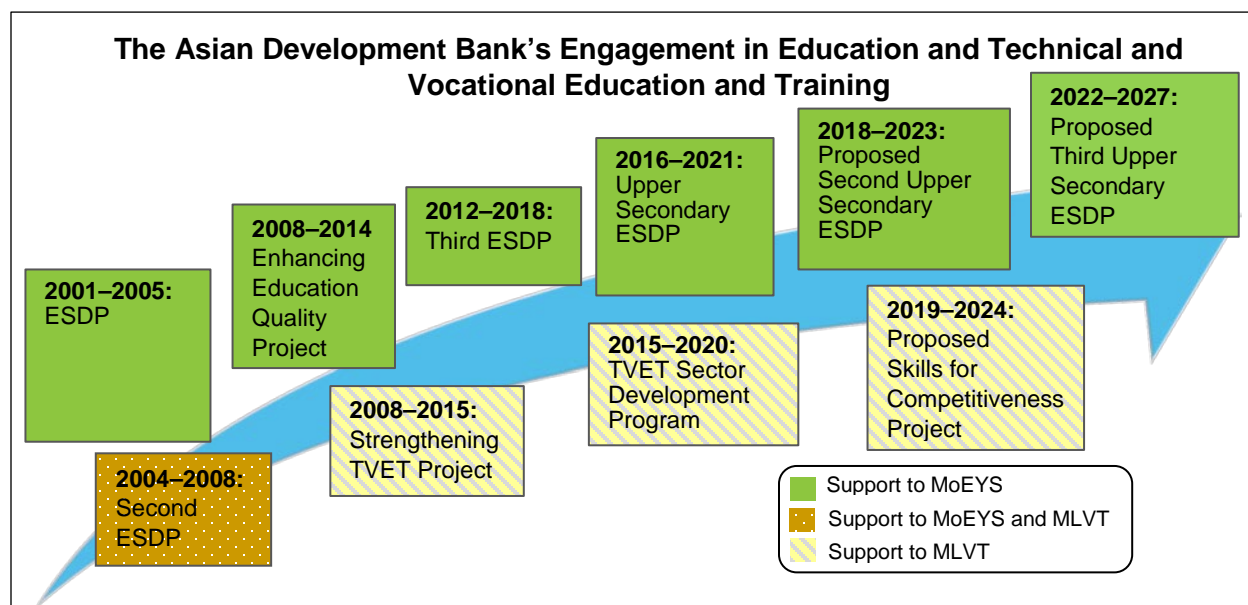 The Asian Development Bank's Engagement in Education and Technical and
Vocational Education and Training
2001–2005:
ESDP
2004–2008:
Second
ESDP
2008–2014
Enhancing
Education
Quality
Project
2008–2015:
Strengthening
TVET Project
2012–2018:
Third ESDP
2016–2021:
Upper
Secondary
ESDP
2015–2020:
TVET Sector
Development
Program
2018–2023:
Proposed
Second Upper
Secondary
ESDP
2019–2024:
Proposed
Skills for
Competitiveness
Project
2022–2027:
Proposed
Third Upper
Secondary
ESDP
Support to MoEYS
Support to MoEYS and MLVT
Support to MLVT